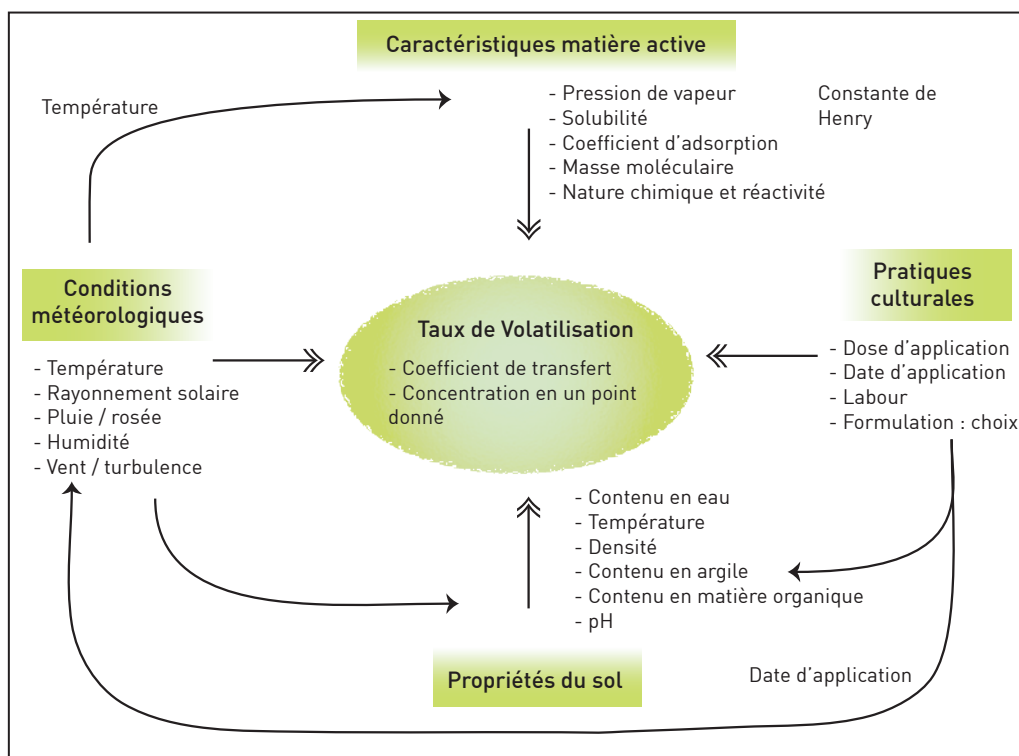 Caractéristiques matière active
Température
- Pression de vapeur
- Solubilité
- Coefficient d'adsorption
- Masse moléculaire
- Nature chimique et réactivité
Constante de
Henry
Conditions
météorologiques
- Température
- Rayonnement solaire
- Pluie / rosée
- Humidité
- Vent / turbulence
Taux de Volatilisation
- Coefficient de transfert
- Concentration en un point
donné
Pratiques
culturales
- Dose d'application
- Date d'application
- Labour
- Formulation : choix
- Contenu en eau
- Température
- Densité
- Contenu en argile
- Contenu en matière organique
- pH
Propriétés du sol
Date d'application